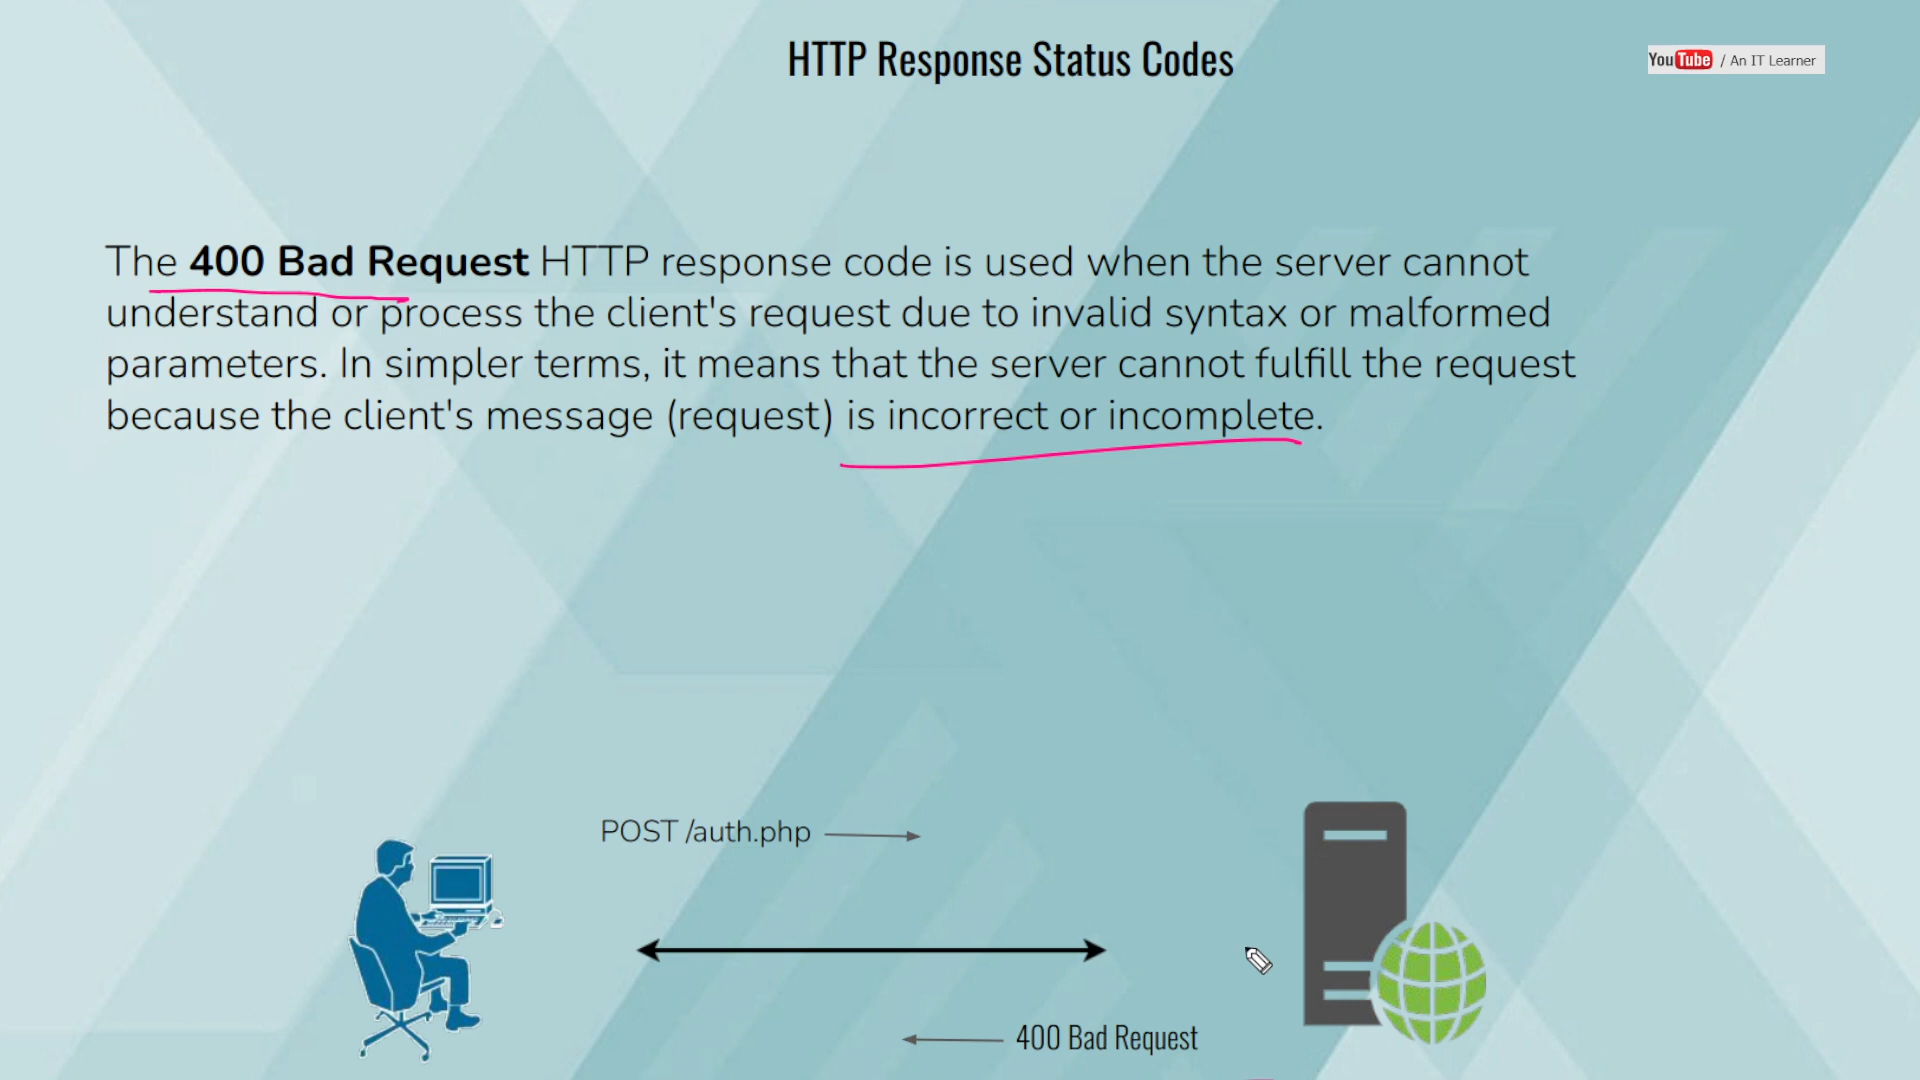 HTTP Response Status Codes
YouTube / An IT Learner
The 400 Bad Request HTTP response code is used when the server cannot
understand or process the client's request due to invalid syntax or malformed
parameters. In simpler terms, it means that the server cannot fulfill the request
because the client's message (request) is incorrect or incomplete.
POST /auth.php
400 Bad Request